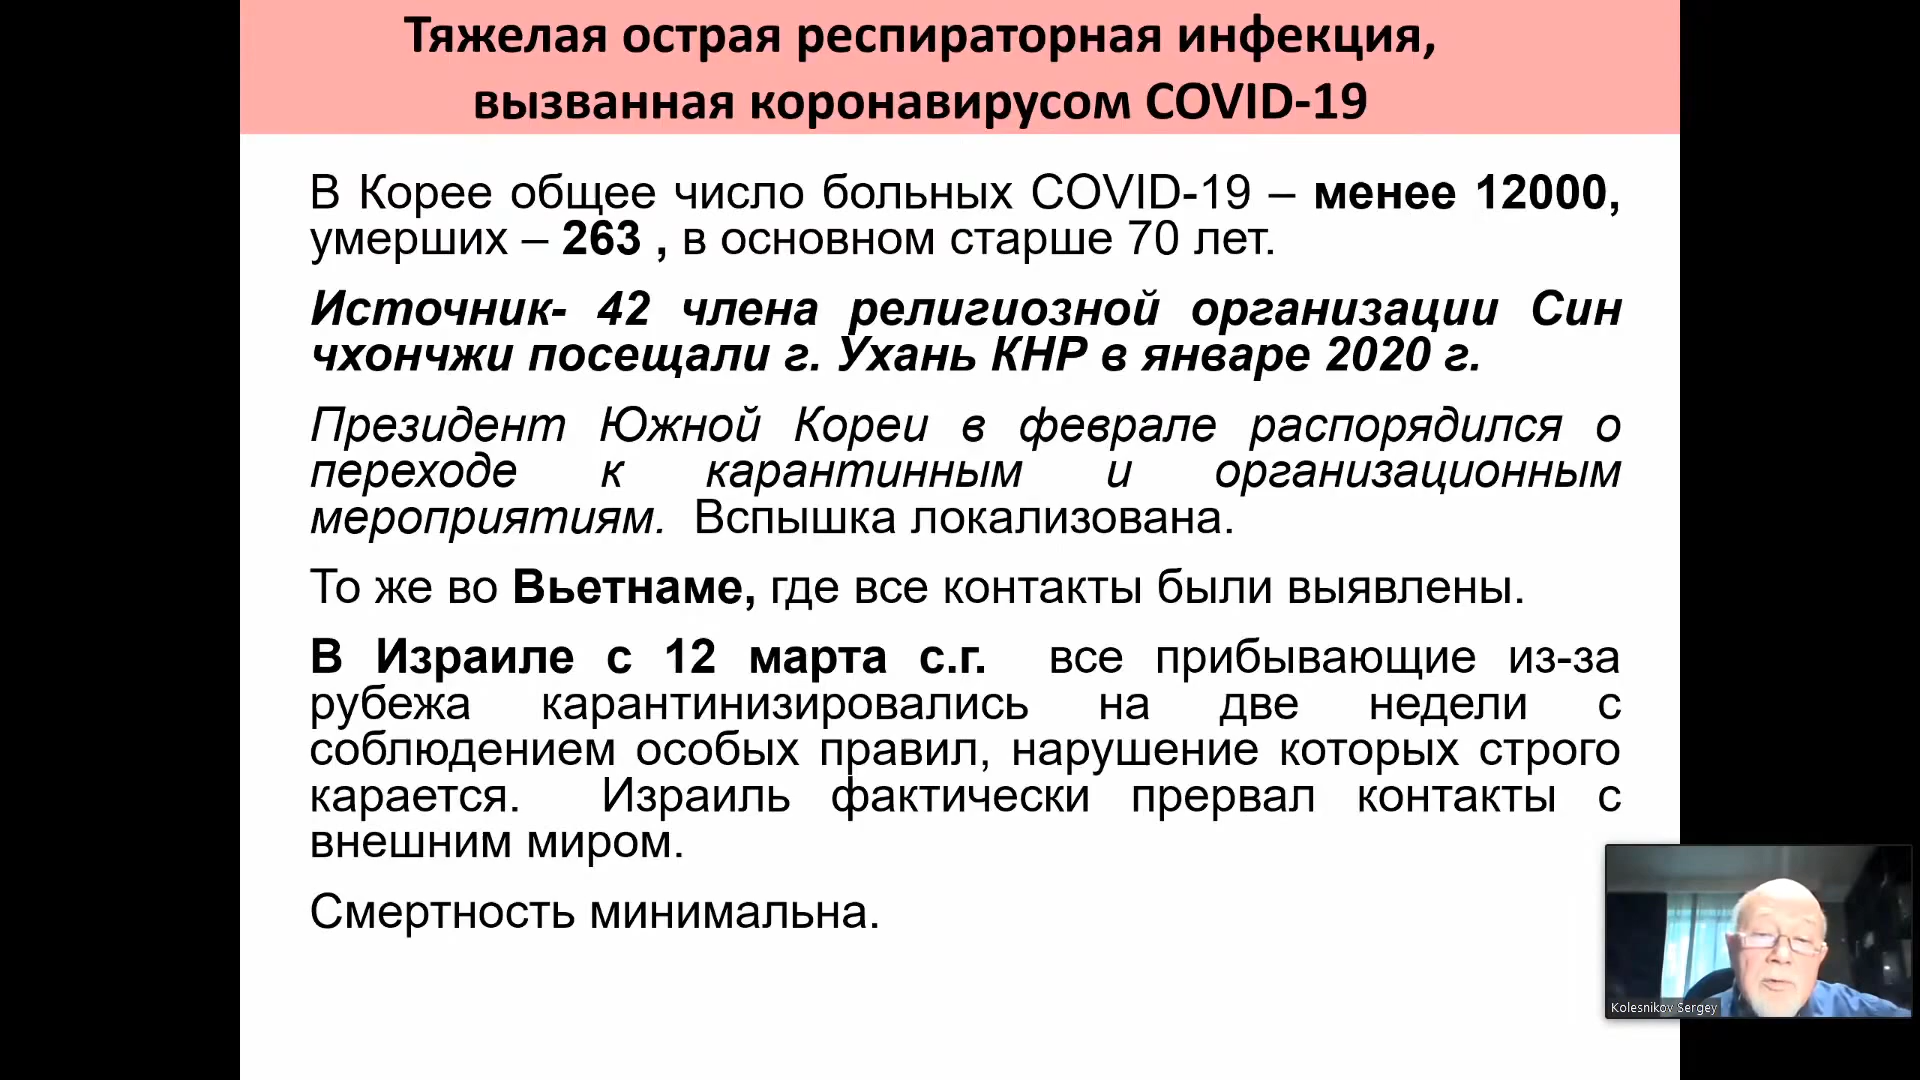 Тяжелая острая респираторная инфекция,
вызванная коронавирусом COVID-19
В Корее общее число больных COVID-19 – менее 12000,
умерших – 263 , в основном старше 70 лет.
Источник- 42 члена религиозной организации Син
чхончжи посещали г. Ухань КНР в январе 2020 г.
Президент Южной Кореи в феврале распорядился о
переходе к карантинным и организационным
мероприятиям. Вспышка локализована.
То же во Вьетнаме, где все контакты были выявлены.
В Израиле с 12 марта с.г. все прибывающие из-за
рубежа карантинизировались на две недели с
соблюдением особых правил, нарушение которых строго
карается. Израиль фактически прервал контакты с
внешним миром.
Смертность минимальна.
Kolesnikov Sergey